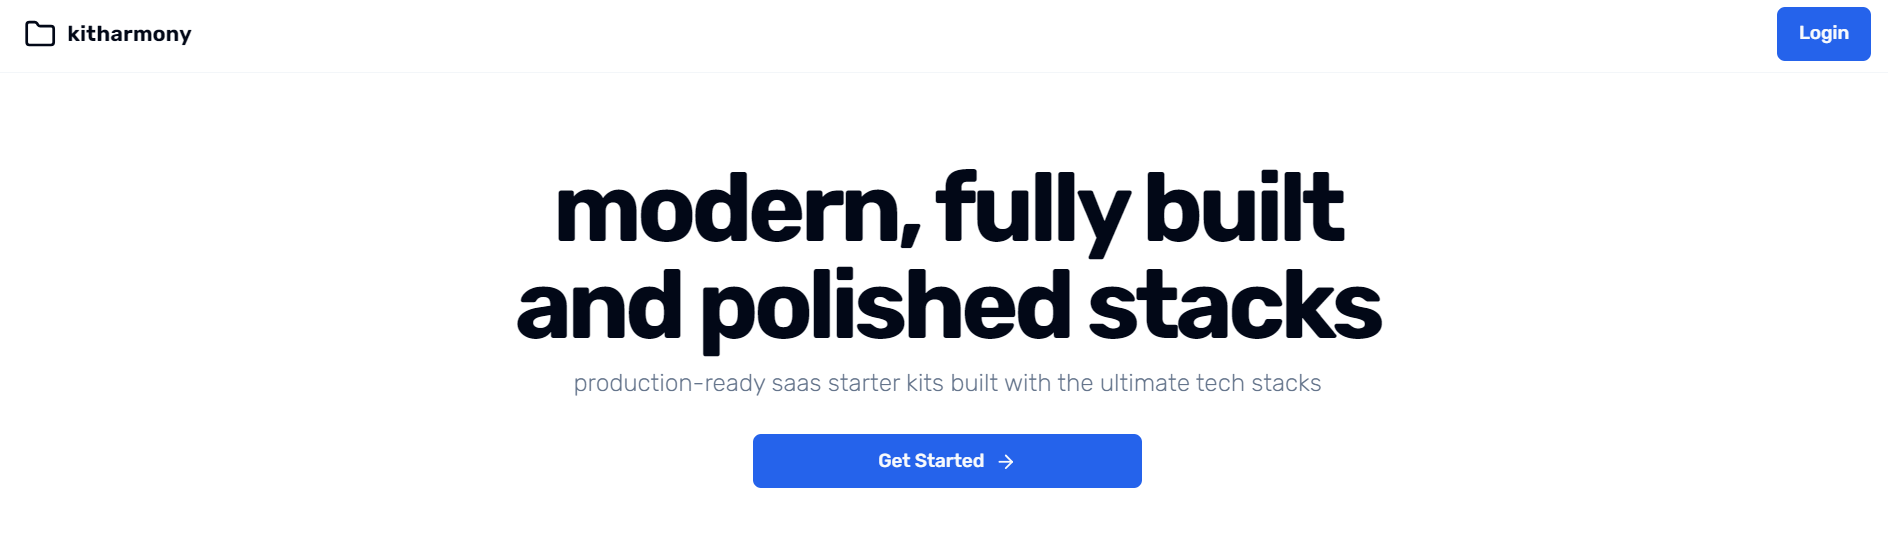 kitharmony
Login
modern, fully built
and polished stacks
production-ready saas starter kits built with the ultimate tech stacks
Get Started →